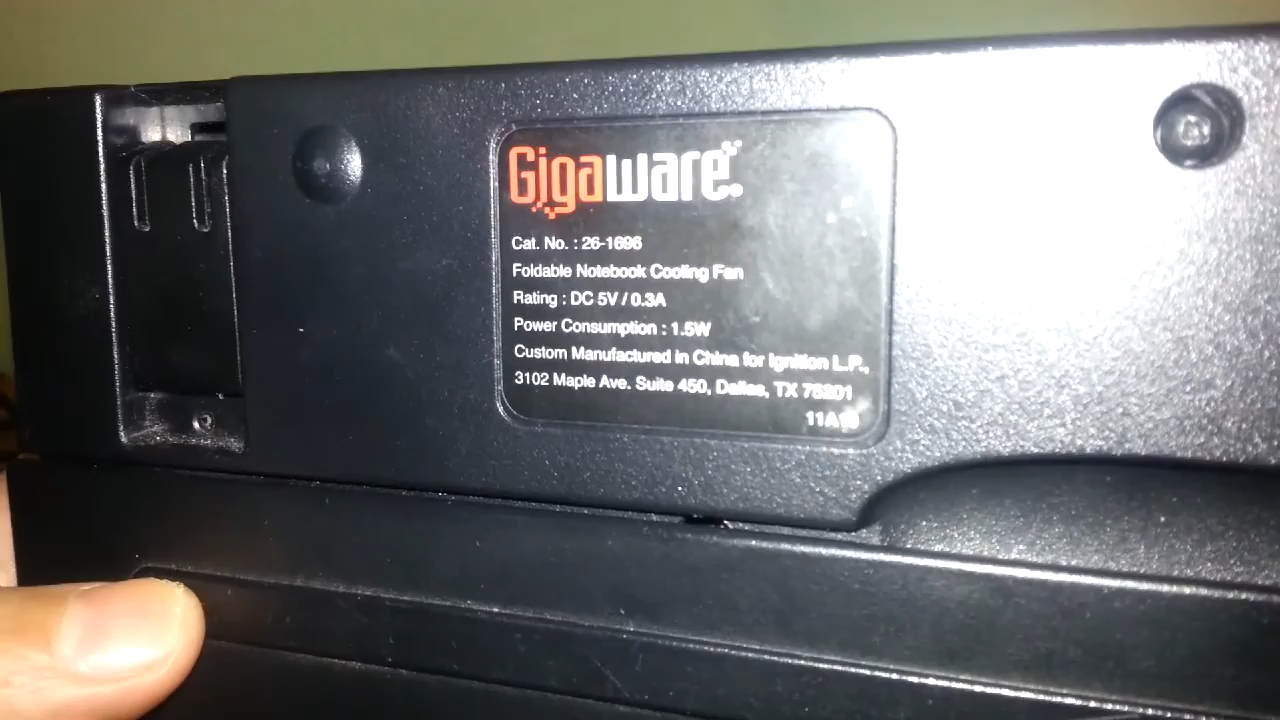 Gigaware
Cat. No. : 26-1696
Foldable Notebook Cooling Fan
Rating : DC 5V / 0.3A
Power Consumption : 1.5W
Custom Manufactured in China for Ignition L.P.,
3102 Maple Ave. Suite 450, Dallas, TX 75201